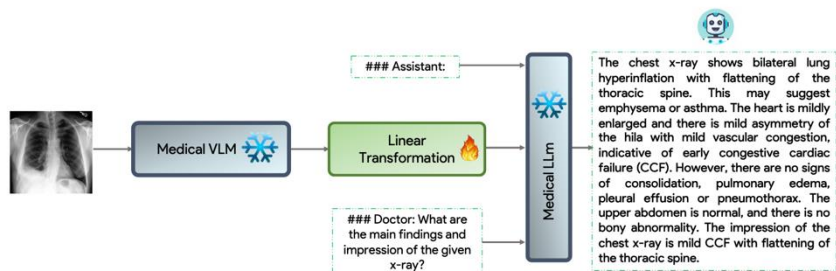 ### Assistant:
Medical VLM
Linear
Transformation
Medical LLm
### Doctor: What are
the main findings and
impression of the given
x-ray?
The chest x-ray shows bilateral lung
hyperinflation with flattening of the
thoracic spine. This may suggest
emphysema or asthma. The heart is mildly
enlarged and there is mild asymmetry of
the hila with mild vascular congestion,
indicative of early congestive cardiac
failure (CCF). However, there are no signs
of consolidation, pulmonary edema,
pleural effusion or pneumothorax. The
upper abdomen is normal, and there is no
bony abnormality. The impression of the
chest x-ray is mild CCF with flattening of
the thoracic spine.